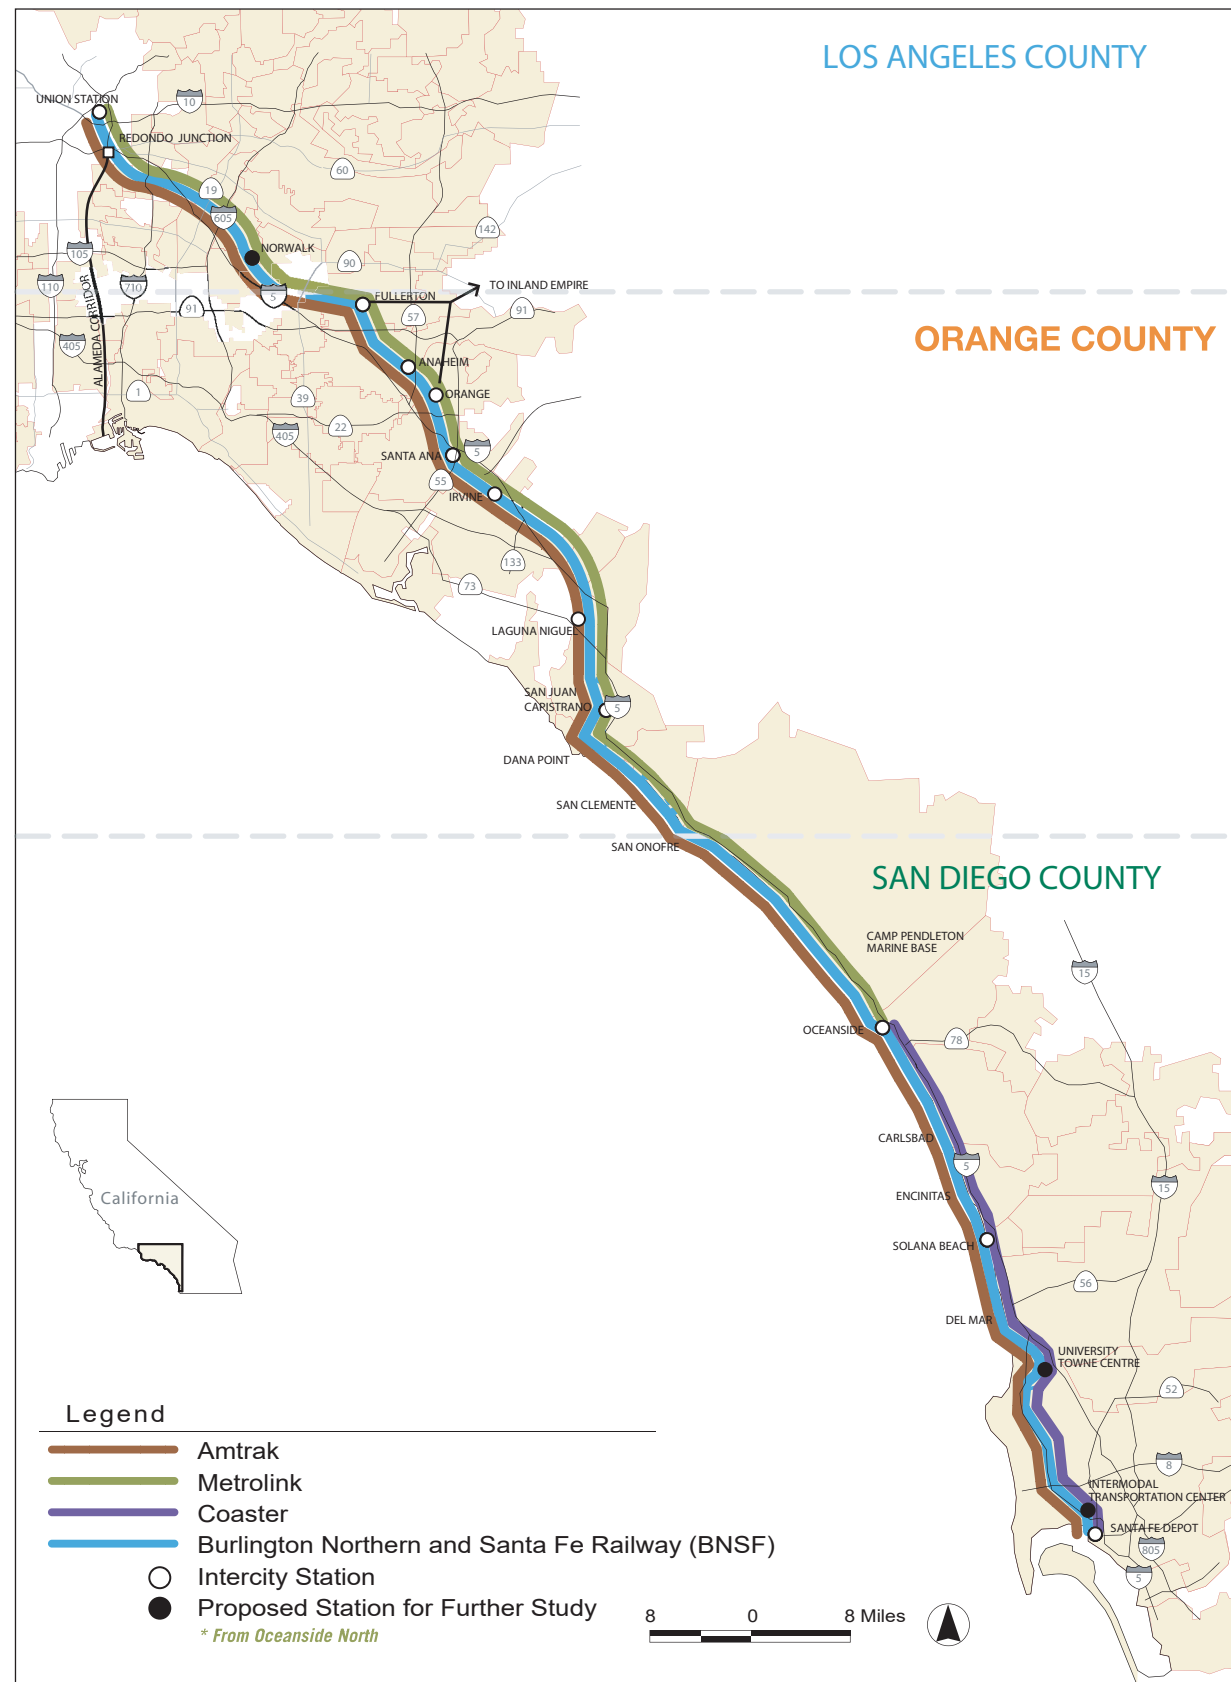 LOS ANGELES COUNTY
UNION STATION
10
REDONDO JUNCTION
60
19
605
142
NORWALK
105
90
110
710
5
TO INLAND EMPIRE
FULLERTON
91
57
91
ORANGE COUNTY
ALAMEDA CORRIDOR
405
ANAHEIM
1
39
ORANGE
22
405
5
SANTA ANA
55
IRVINE
133
73
LAGUNA NIGUEL
SAN JUAN
CAPISTRANO
5
DANA POINT
SAN CLEMENTE
SAN ONOFRE
SAN DIEGO COUNTY
CAMP PENDLETON
MARINE BASE
15
OCEANSIDE
78
CARLSBAD
5
15
California
ENCINITAS
SOLANA BEACH
56
DEL MAR
UNIVERSITY
TOWNE CENTRE
52
8
INTERMODAL
TRANSPORTATION CENTER
SANTA FE DEPOT
805
5
Legend
Amtrak
Metrolink
Coaster
Burlington Northern and Santa Fe Railway (BNSF)
Intercity Station
Proposed Station for Further Study
* From Oceanside North
8 0 8 Miles